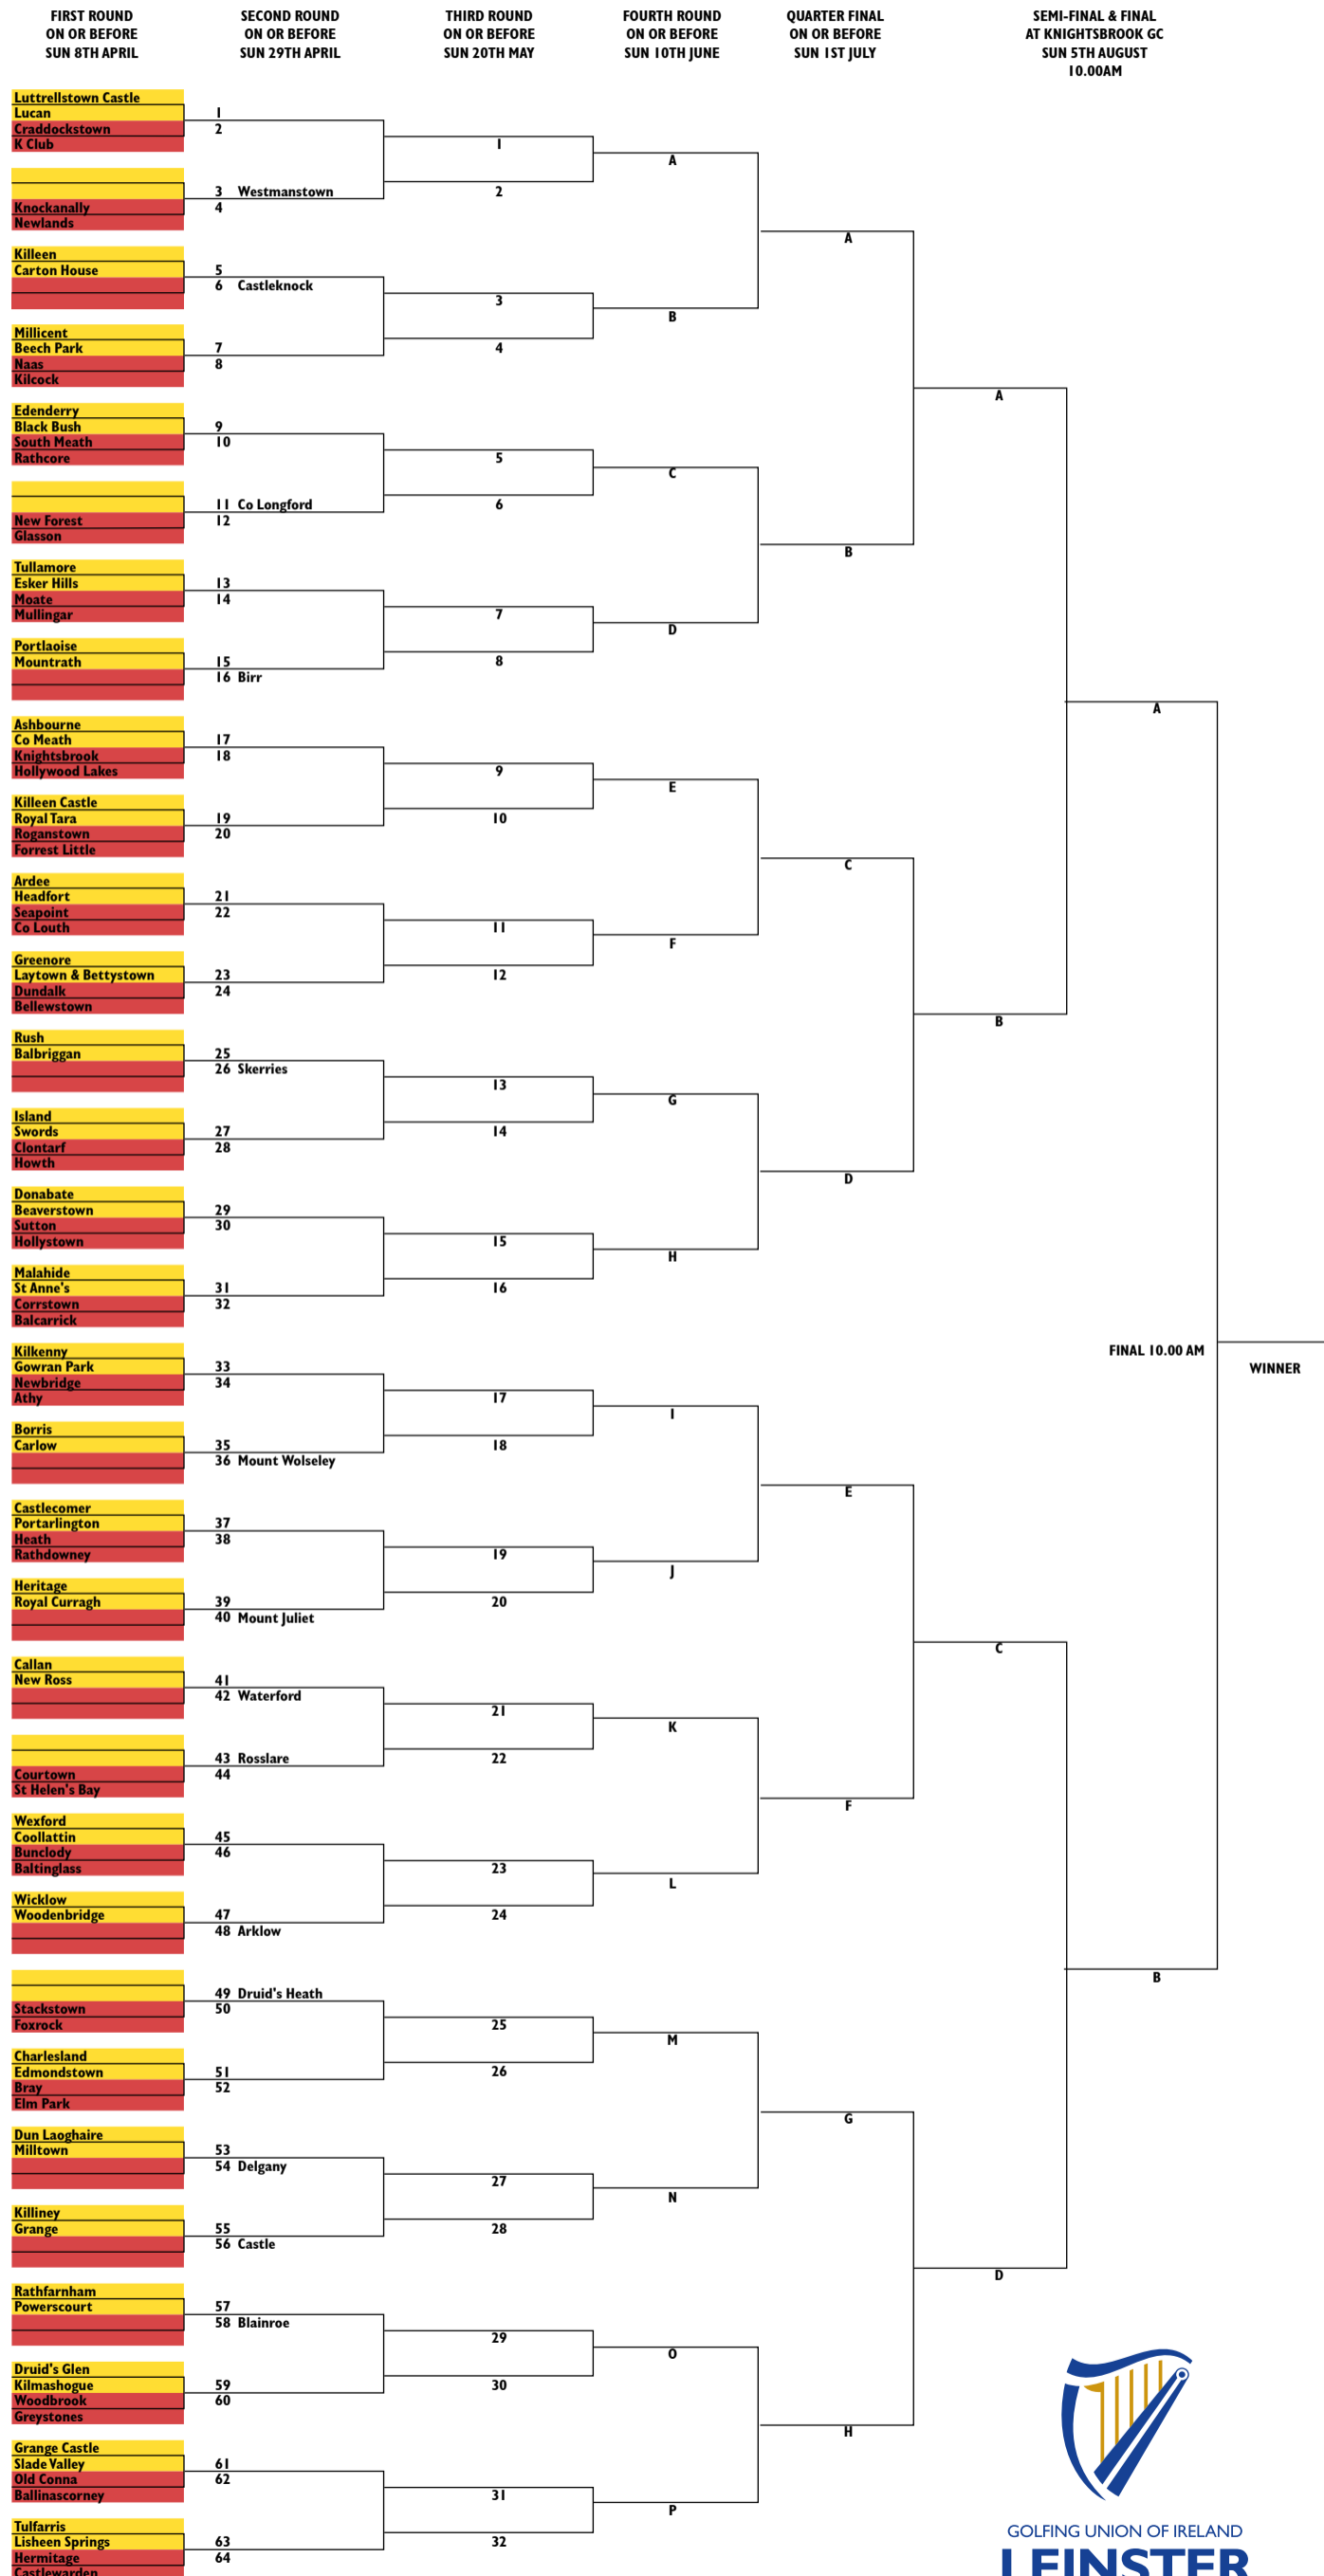 FIRST ROUND
ON OR BEFORE
SUN 8TH APRIL
SECOND ROUND
ON OR BEFORE
SUN 29TH APRIL
THIRD ROUND
ON OR BEFORE
SUN 20TH MAY
FOURTH ROUND
ON OR BEFORE
SUN 10TH JUNE
QUARTER FINAL
ON OR BEFORE
SUN 1ST JULY
SEMI-FINAL & FINAL
AT KNIGHTSBROOK GC
SUN 5TH AUGUST
10.00AM
Luttrellstown Castle
Lucan
Craddockstown
K Club
Knockanally
Newlands
Killeen
Carton House
Millicent
Beech Park
Naas
Kilcock
Edenderry
Black Bush
South Meath
Rathcore
New Forest
Glasson
Tullamore
Esker Hills
Moate
Mullingar
Portlaoise
Mountrath
Ashbourne
Co Meath
Knightsbrook
Hollywood Lakes
Killeen Castle
Royal Tara
Roganstown
Forrest Little
Ardee
Headfort
Seapoint
Co Louth
Greenore
Laytown & Bettystown
Dundalk
Bellewstown
Rush
Balbriggan
Island
Swords
Clontarf
Howth
Donabate
Beaverstown
Sutton
Hollystown
Malahide
St Anne's
Corrstown
Balcarrick
Kilkenny
Gowran Park
Newbridge
Athy
Borris
Carlow
Castlecomer
Portarlington
Heath
Rathdowney
Heritage
Royal Curragh
Callan
New Ross
Courtown
St Helen's Bay
Wexford
Coollattin
Bunclody
Baltinglass
Wicklow
Woodenbridge
Stackstown
Foxrock
Charlesland
Edmondstown
Bray
Elm Park
Dun Laoghaire
Milltown
Killiney
Grange
Rathfarnham
Powerscourt
Druid's Glen
Kilmashogue
Woodbrook
Greystones
Grange Castle
Slade Valley
Old Conna
Ballinascorney
Tulfarris
Lisheen Springs
Hermitage
Castlewarden
1
2
3 Westmanstown
4
5
6 Castleknock
7
8
9
10
11 Co Longford
12
13
14
15
16 Birr
17
18
19
20
21
22
23
24
25
26 Skerries
27
28
29
30
31
32
33
34
35
36 Mount Wolseley
37
38
39
40 Mount Juliet
41
42 Waterford
43 Rosslare
44
45
46
47
48 Arklow
49 Druid's Heath
50
51
52
53
54 Delgany
55
56 Castle
57
58 Blainroe
59
60
61
62
63
64
1
2
3
4
5
6
7
8
9
10
11
12
13
14
15
16
17
18
19
20
21
22
23
24
25
26
27
28
29
30
31
32
A
B
C
D
E
F
G
H
I
J
K
L
M
N
O
P
A
B
C
D
E
F
G
H
A
B
C
D
A
B
FINAL 10.00 AM
WINNER
GOLFING UNION OF IRELAND
LEINSTER